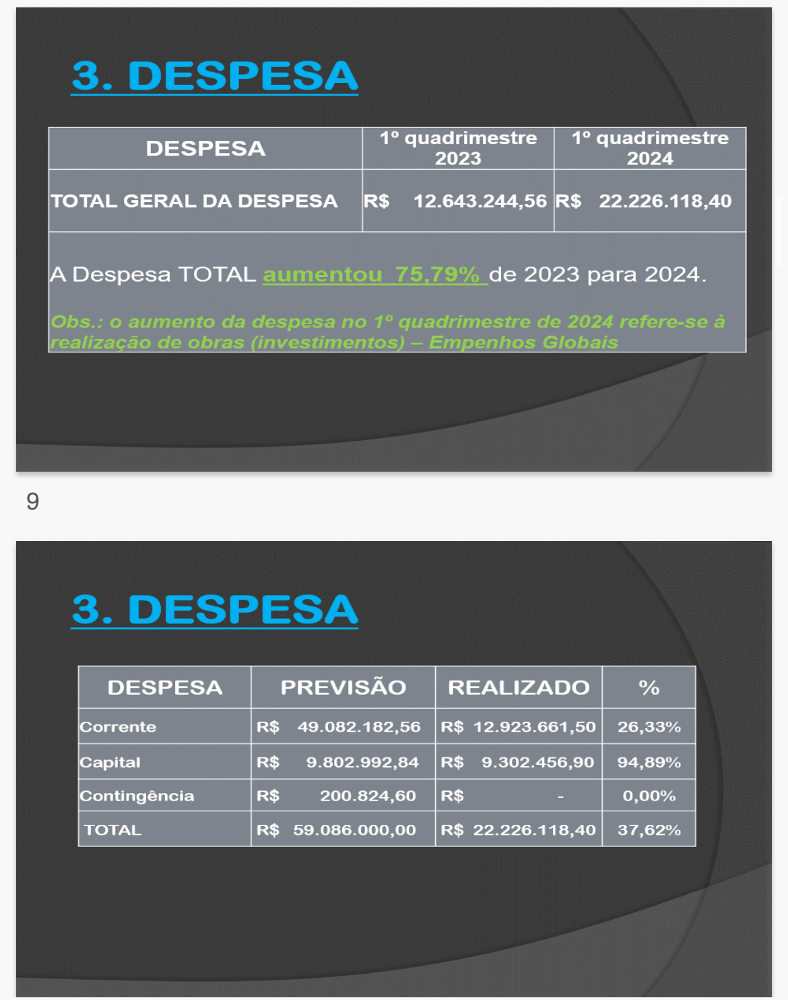 3. DESPESA
DESPESA
1º quadrimestre
2023
1º quadrimestre
2024
TOTAL GERAL DA DESPESA R$ 12.643.244,56 R$ 22.226.118,40
A Despesa TOTAL aumentou 75,79% de 2023 para 2024.
Obs.: o aumento da despesa no 1º quadrimestre de 2024 refere-se à
realização de obras (investimentos) – Empenhos Globais
9
3. DESPESA
DESPESA PREVISÃO REALIZADO %
Corrente R$ 49.082.182,56 R$ 12.923.661,50 26,33%
Capital R$ 9.802.992,84 R$ 9.302.456,90 94,89%
Contingência R$ 200.824,60 R$ - 0,00%
TOTAL R$ 59.086.000,00 R$ 22.226.118,40 37,62%